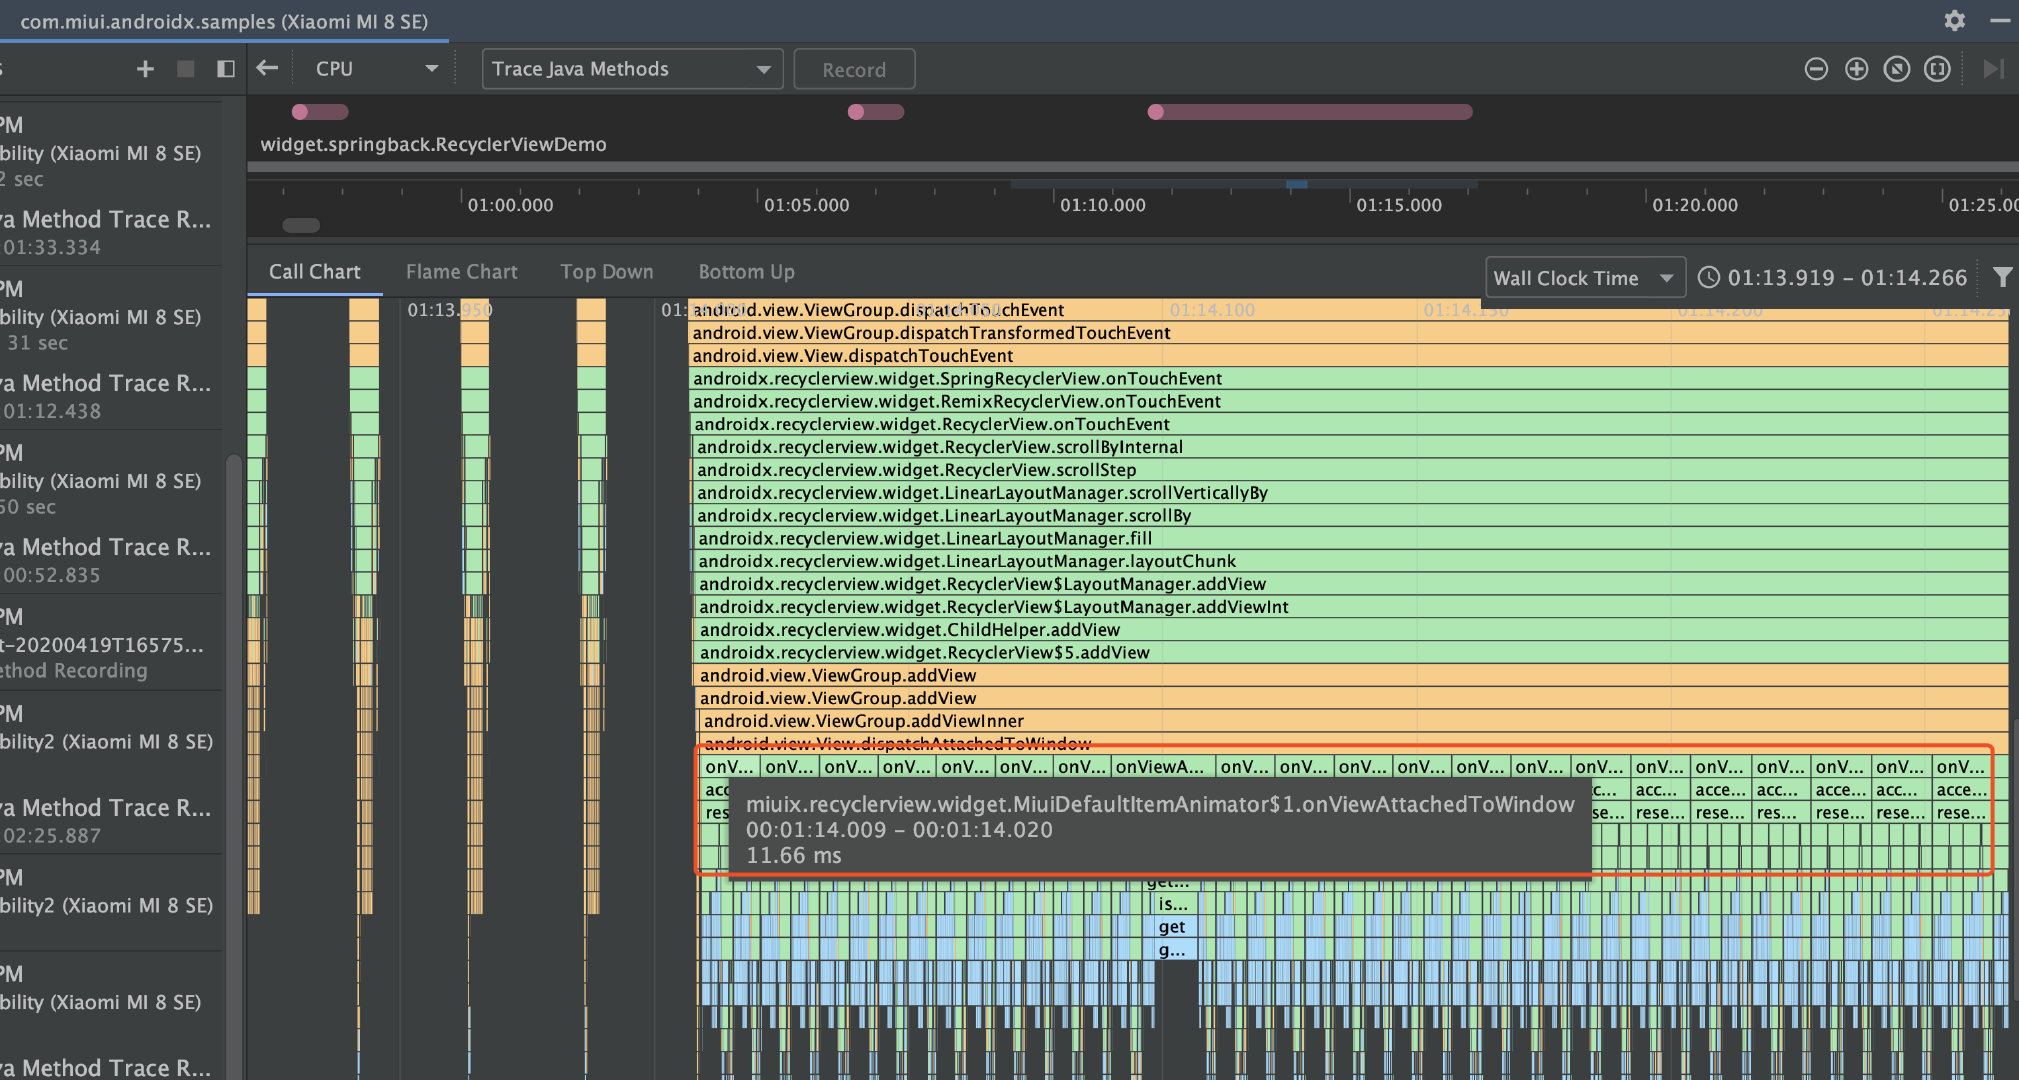 com.miui.androidx.samples (Xiaomi MI 8 SE)
S
CPU
Trace Java Methods
Record
PM
bility (Xiaomi MI 8 SE)
2 sec
va Method Trace R...
:01:33.334
PM
bility (Xiaomi MI 8 SE)
31 sec
va Method Trace R...
:01:12.438
PM
bility (Xiaomi MI 8 SE)
50 sec
va Method Trace R...
:00:52.835
PM
t-20200419T16575...
ethod Recording
PM
bility2 (Xiaomi MI 8 SE)
va Method Trace R...
:02:25.887
PM
bility2 (Xiaomi MI 8 SE)
PM
bility (Xiaomi MI 8 SE)
va Method Trace R...
widget.springback.RecyclerViewDemo
01:00.000
01:05.000
01:10.000
01:15.000
01:20.000
01:25.00
Call Chart
Flame Chart
Top Down
Bottom Up
Wall Clock Time
01:13.919 – 01:14.266
01:13.950
01:14.000
01:14.050
01:14.100
01:14.150
01:14.200
01:14.25
android.view.ViewGroup.dispatchTouchEvent
android.view.ViewGroup.dispatchTransformedTouchEvent
android.view.View.dispatchTouchEvent
androidx.recyclerview.widget.SpringRecyclerView.onTouchEvent
androidx.recyclerview.widget.RemixRecyclerView.onTouchEvent
androidx.recyclerview.widget.RecyclerView.onTouchEvent
androidx.recyclerview.widget.RecyclerView.scrollByInternal
androidx.recyclerview.widget.RecyclerView.scrollStep
androidx.recyclerview.widget.LinearLayoutManager.scrollVerticallyBy
androidx.recyclerview.widget.LinearLayoutManager.scrollBy
androidx.recyclerview.widget.LinearLayoutManager.fill
androidx.recyclerview.widget.LinearLayoutManager.layoutChunk
androidx.recyclerview.widget.RecyclerView$LayoutManager.addView
androidx.recyclerview.widget.RecyclerView$LayoutManager.addViewInt
androidx.recyclerview.widget.ChildHelper.addView
androidx.recyclerview.widget.RecyclerView$5.addView
android.view.ViewGroup.addView
android.view.ViewGroup.addView
android.view.ViewGroup.addViewInner
android.view.View.dispatchAttachedToWindow
onV... onV... onV... onV... onV... onV... onV... onViewA... onV... onV... onV... onV... onV... onV... onV... onV... onV... onV... onV... onV... onV...
acc c... acc... acce... acc... acce... acc... acce...
res se... rese... rese... res... rese... rese... rese...
miuix.recyclerview.widget.MiuiDefaultItemAnimator$1.onViewAttachedToWindow
00:01:14.009 – 00:01:14.020
11.66 ms
get...
is...
get
g...